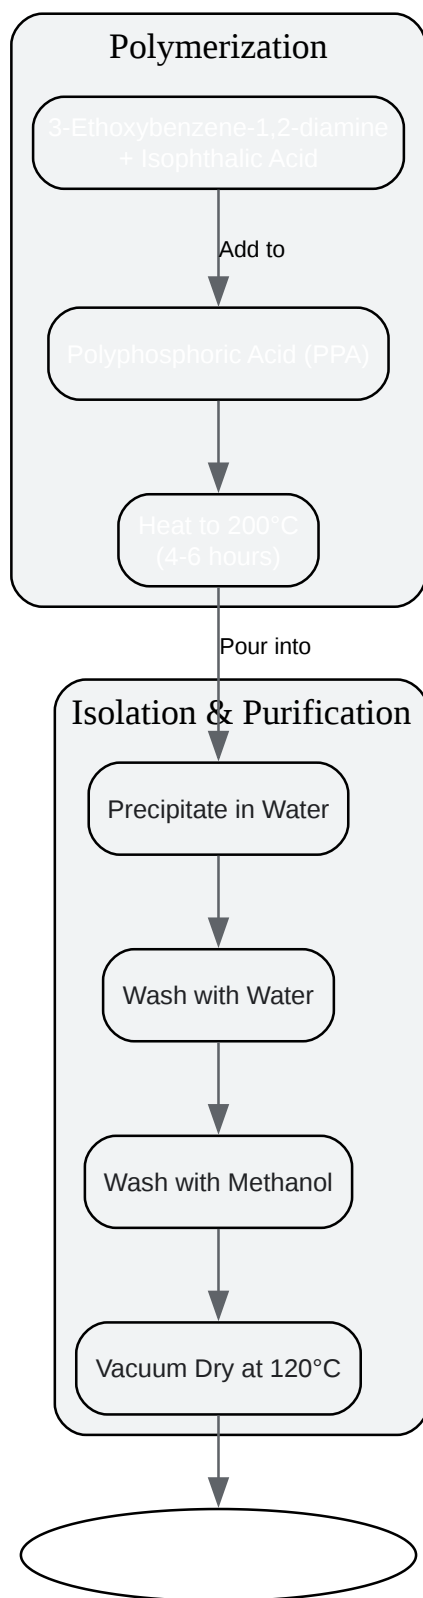 Polymerization
3-Ethoxybenzene-1,2-diamine
+ Isophthalic Acid
Add to
Polyphosphoric Acid (PPA)
Heat to 200°C
(4-6 hours)
Pour into
Isolation & Purification
Precipitate in Water
Wash with Water
Wash with Methanol
Vacuum Dry at 120°C